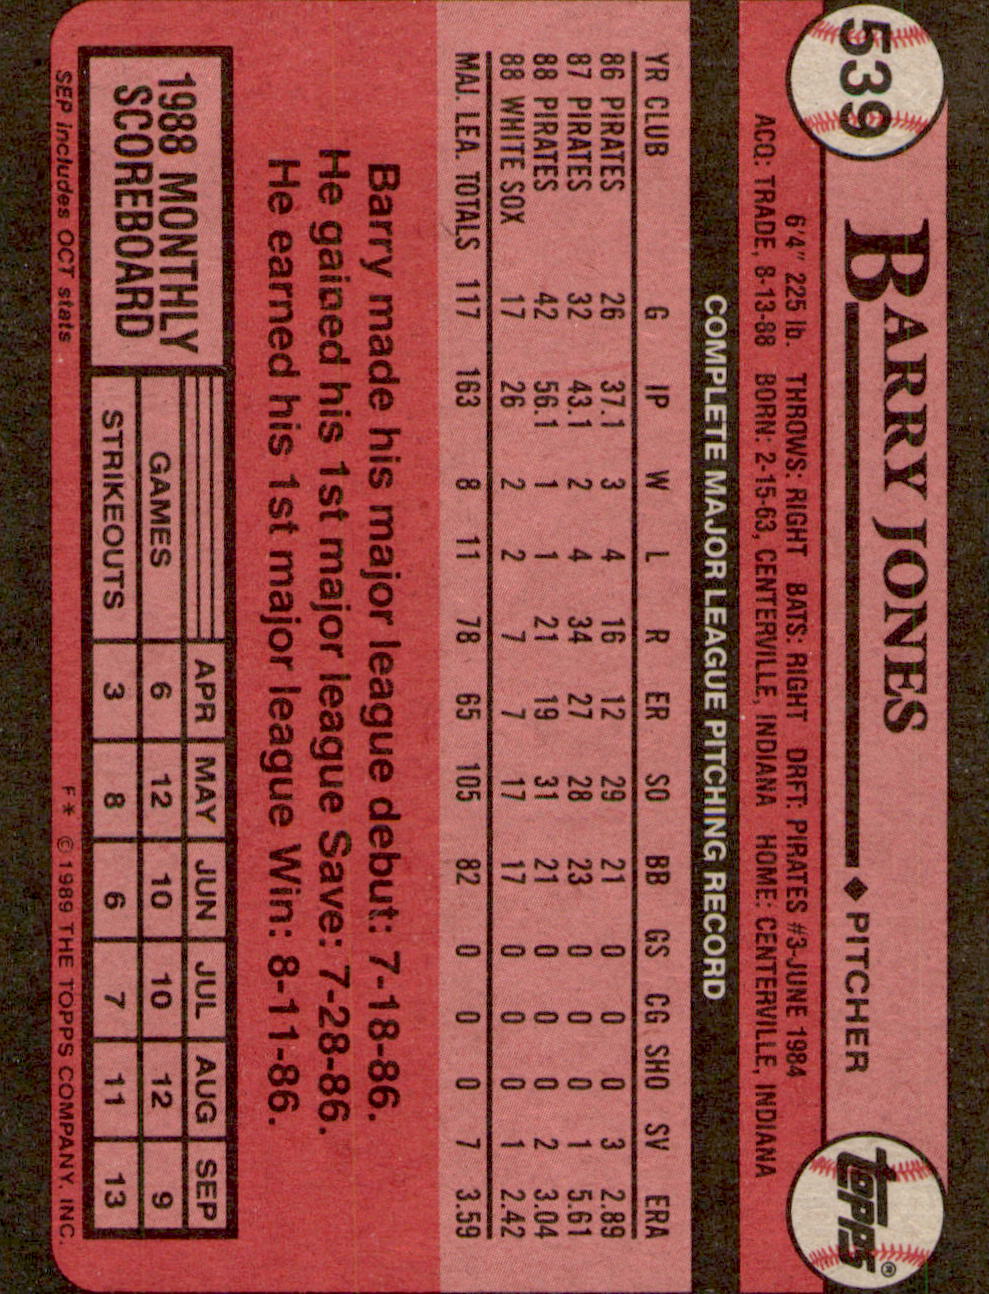 539
BARRY JONES ◆ PITCHER
topps®
6'4" 225 lb. THROWS: RIGHT BATS: RIGHT DRFT: PIRATES #3-JUNE 1984
ACQ: TRADE, 8-13-88 BORN: 2-15-63, CENTERVILLE, INDIANA HOME: CENTERVILLE, INDIANA
COMPLETE MAJOR LEAGUE PITCHING RECORD
YR CLUB G IP W L R ER SO BB GS CG SHO SV ERA
86 PIRATES 26 37.1 3 4 16 12 29 21 0 0 0 3 2.89
87 PIRATES 32 43.1 2 4 34 27 28 23 0 0 0 1 5.61
88 PIRATES 42 56.1 1 1 21 19 31 21 0 0 0 2 3.04
88 WHITE SOX 17 26 2 2 7 7 17 17 0 0 0 1 2.42
MAJ. LEA. TOTALS 117 163 8 11 78 65 105 82 0 0 0 7 3.59
Barry made his major league debut: 7-18-86.
He gained his 1st major league Save: 7-28-86.
He earned his 1st major league Win: 8-11-86.
1988 MONTHLY
SCOREBOARD
APR MAY JUN JUL AUG SEP
GAMES 6 12 10 10 12 9
STRIKEOUTS 3 8 6 7 11 13
SEP includes OCT stats
F* © 1989 THE TOPPS COMPANY, INC.